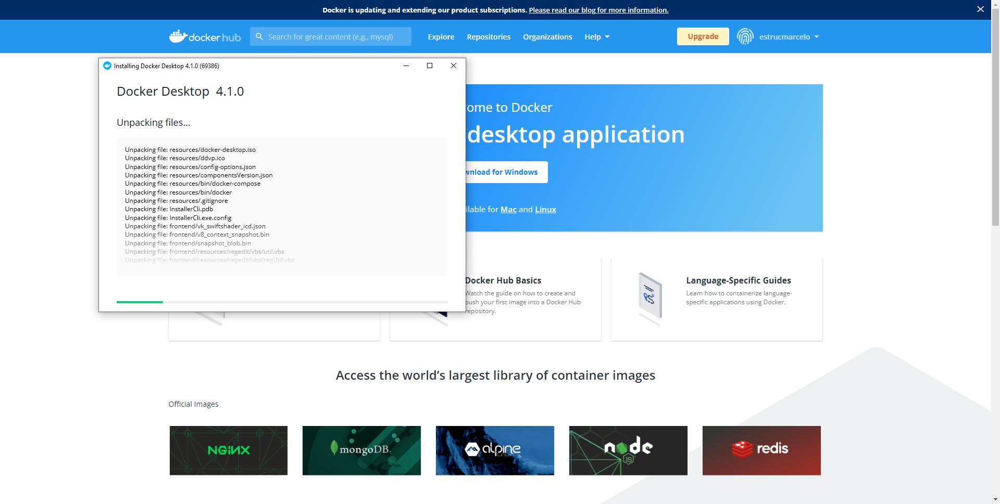 Docker is updating and extending our product subscriptions. Please read our blog for more information.
docker hub
Search for great content (e.g., mysql)
Explore
Repositories
Organizations
Help
Upgrade
estrucmarcelo
Installing Docker Desktop 4.1.0 (69386)
Docker Desktop 4.1.0
Unpacking files...
Unpacking file: resources/docker-desktop.iso
Unpacking file: resources/ddvp.ico
Unpacking file: resources/config-options.json
Unpacking file: resources/componentsVersion.json
Unpacking file: resources/bin/docker-compose
Unpacking file: resources/bin/docker
Unpacking file: resources/.gitignore
Unpacking file: InstallerCli.pdb
Unpacking file: InstallerCli.exe.config
Unpacking file: frontend/vk_swiftshader_icd.json
Unpacking file: frontend/v8_context_snapshot.bin
Unpacking file: frontend/snapshot_blob.bin
Unpacking file: frontend/resources/regedit/vbs/util.vbs
Unpacking file: frontend/resources/regedit/vbs/regUtil.vbs
ome to Docker
desktop application
wnload for Windows
ilable for Mac and Linux
Docker Hub Basics
Watch the guide on how to create and
push your first image into a Docker Hub
repository.
Language-Specific Guides
Learn how to containerize language-
specific applications using Docker.
Access the world’s largest library of container images
Official Images
NGINX
mongoDB.
alpine
Linux
node
JS
redis